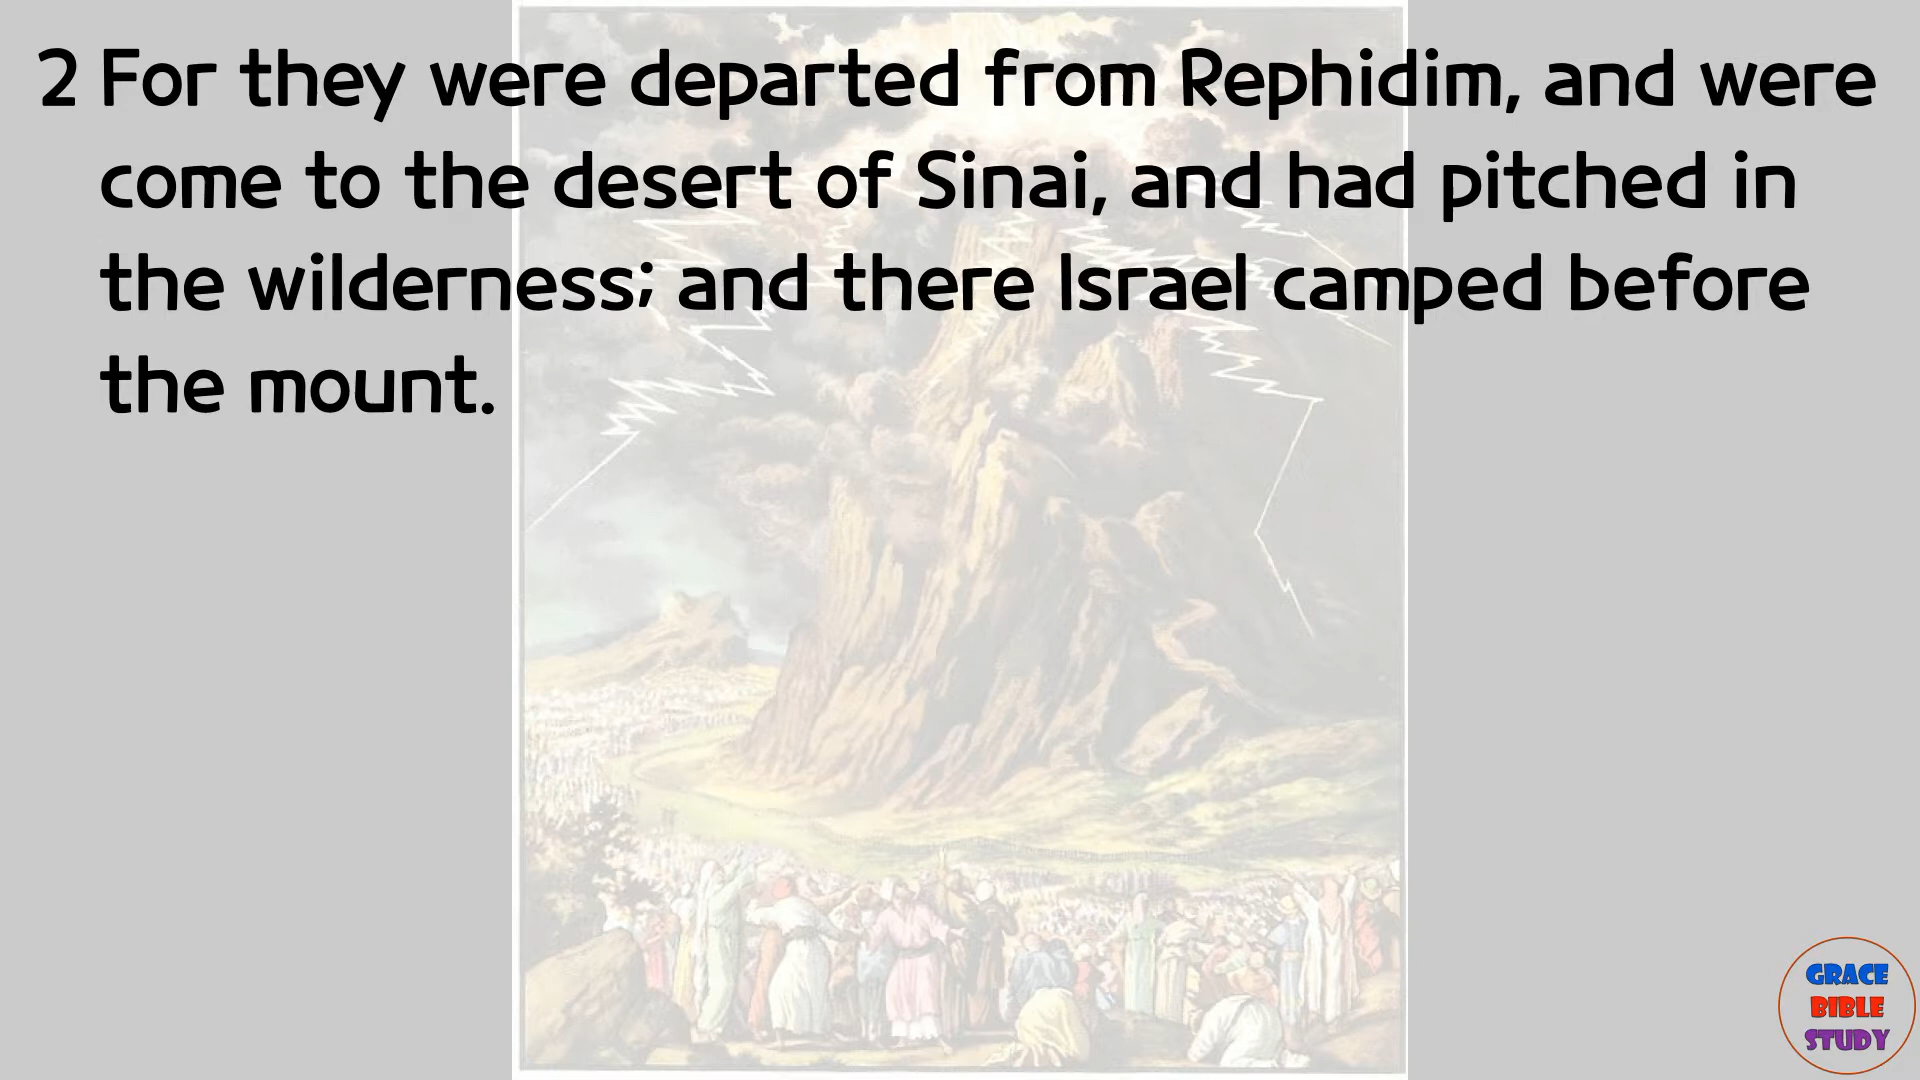 2 For they were departed from Rephidim, and were
come to the desert of Sinai, and had pitched in
the wilderness; and there Israel camped before
the mount.
GRACE
BIBLE
STUDY